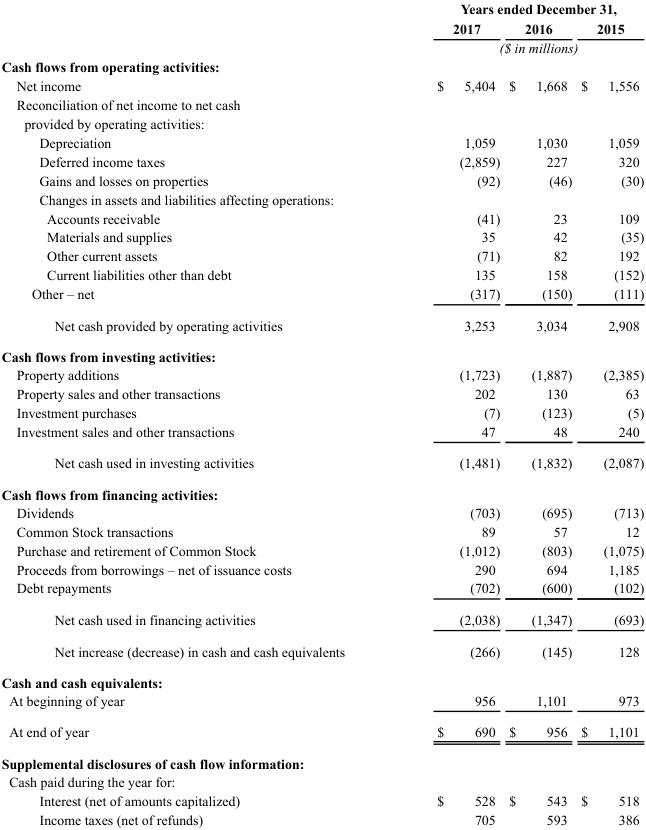 Years ended December 31,
2017 2016 2015
($ in millions)
Cash flows from operating activities:
Net income $ 5,404 $ 1,668 $ 1,556
Reconciliation of net income to net cash
provided by operating activities:
Depreciation 1,059 1,030 1,059
Deferred income taxes (2,859) 227 320
Gains and losses on properties (92) (46) (30)
Changes in assets and liabilities affecting operations:
Accounts receivable (41) 23 109
Materials and supplies 35 42 (35)
Other current assets (71) 82 192
Current liabilities other than debt 135 158 (152)
Other – net (317) (150) (111)
Net cash provided by operating activities 3,253 3,034 2,908
Cash flows from investing activities:
Property additions (1,723) (1,887) (2,385)
Property sales and other transactions 202 130 63
Investment purchases (7) (123) (5)
Investment sales and other transactions 47 48 240
Net cash used in investing activities (1,481) (1,832) (2,087)
Cash flows from financing activities:
Dividends (703) (695) (713)
Common Stock transactions 89 57 12
Purchase and retirement of Common Stock (1,012) (803) (1,075)
Proceeds from borrowings – net of issuance costs 290 694 1,185
Debt repayments (702) (600) (102)
Net cash used in financing activities (2,038) (1,347) (693)
Net increase (decrease) in cash and cash equivalents (266) (145) 128
Cash and cash equivalents:
At beginning of year 956 1,101 973
At end of year $ 690 $ 956 $ 1,101
Supplemental disclosures of cash flow information:
Cash paid during the year for:
Interest (net of amounts capitalized) $ 528 $ 543 $ 518
Income taxes (net of refunds) 705 593 386